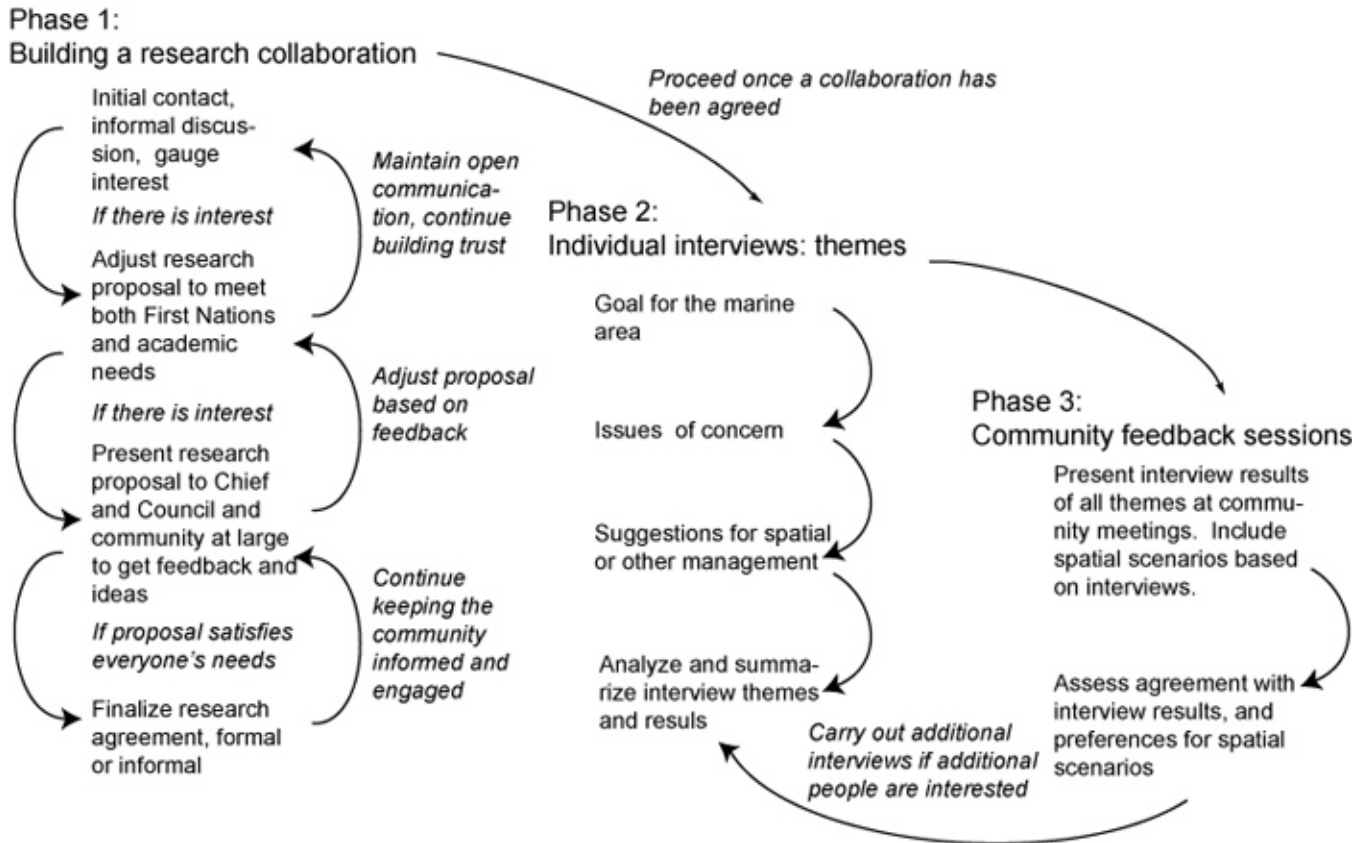 Phase 1:
Building a research collaboration
Initial contact,
informal discus-
sion, gauge
interest
If there is interest
Adjust research
proposal to meet
both First Nations
and academic
needs
If there is interest
Present research
proposal to Chief
and Council and
community at large
to get feedback and
ideas
If proposal satisfies
everyone's needs
Finalize research
agreement, formal
or informal
Maintain open
communica-
tion, continue
building trust
Adjust proposal
based on
feedback
Continue
keeping the
community
informed and
engaged
Proceed once a collaboration has
been agreed
Phase 2:
Individual interviews: themes
Goal for the marine
area
Issues of concern
Suggestions for spatial
or other management
Analyze and summa-
rize interview themes
and resuls
Carry out additional
interviews if additional
people are interested
Phase 3:
Community feedback sessions
Present interview results
of all themes at commu-
nity meetings. Include
spatial scenarios based
on interviews.
Assess agreement with
interview results, and
preferences for spatial
scenarios